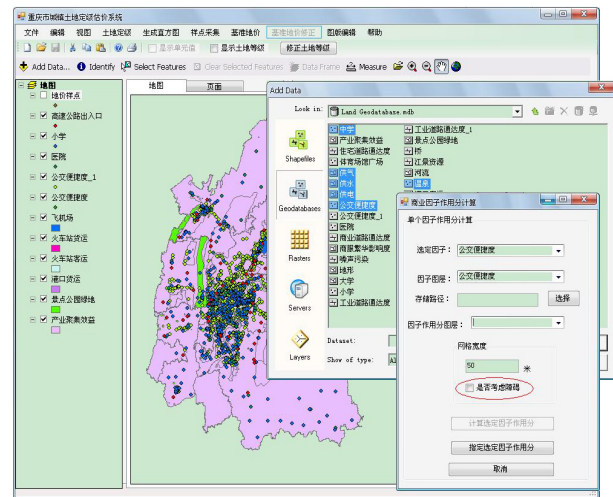 重庆市城镇土地定级估价系统
文件 编辑 视图 土地定级 生成直方图 样点采集 基准地价 基准地价修正 图版编辑 帮助
显示单元值 显示土地等级 修正土地等级
Add Data... Identify Select Features Clear Selected Features Data Frame Measure
地图
地价样点
高速公路出入口
小学
医院
公交便捷度_1
公交便捷度
飞机场
火车站货运
火车站客运
港口货运
景点公园绿地
产业聚集效益
地图 页面
Add Data
Look in: Land Geodatabase.mdb
Shapefiles
Geodatabases
Rasters
Servers
Layers
中学
产业聚集效益
住宅道路通达度
体育场馆广场
供气
供水
供电
公交便捷度
公交便捷度_1
医院
商业道路通达度
商服繁华影响度
噪声污染
地形
大学
小学
工业道路通达度
工业道路通达度_1
景点公园绿地
桥
江景资源
河流
温泉
Dataset:
Show of type:
商业因子作用分计算
单个因子作用分计算
选定因子: 公交便捷度
因子图层: 公交便捷度
存储路径: 选择
因子作用分图层:
网格宽度
50 米
是否考虑障碍
计算选定因子作用分
指定选定因子作用分
取消